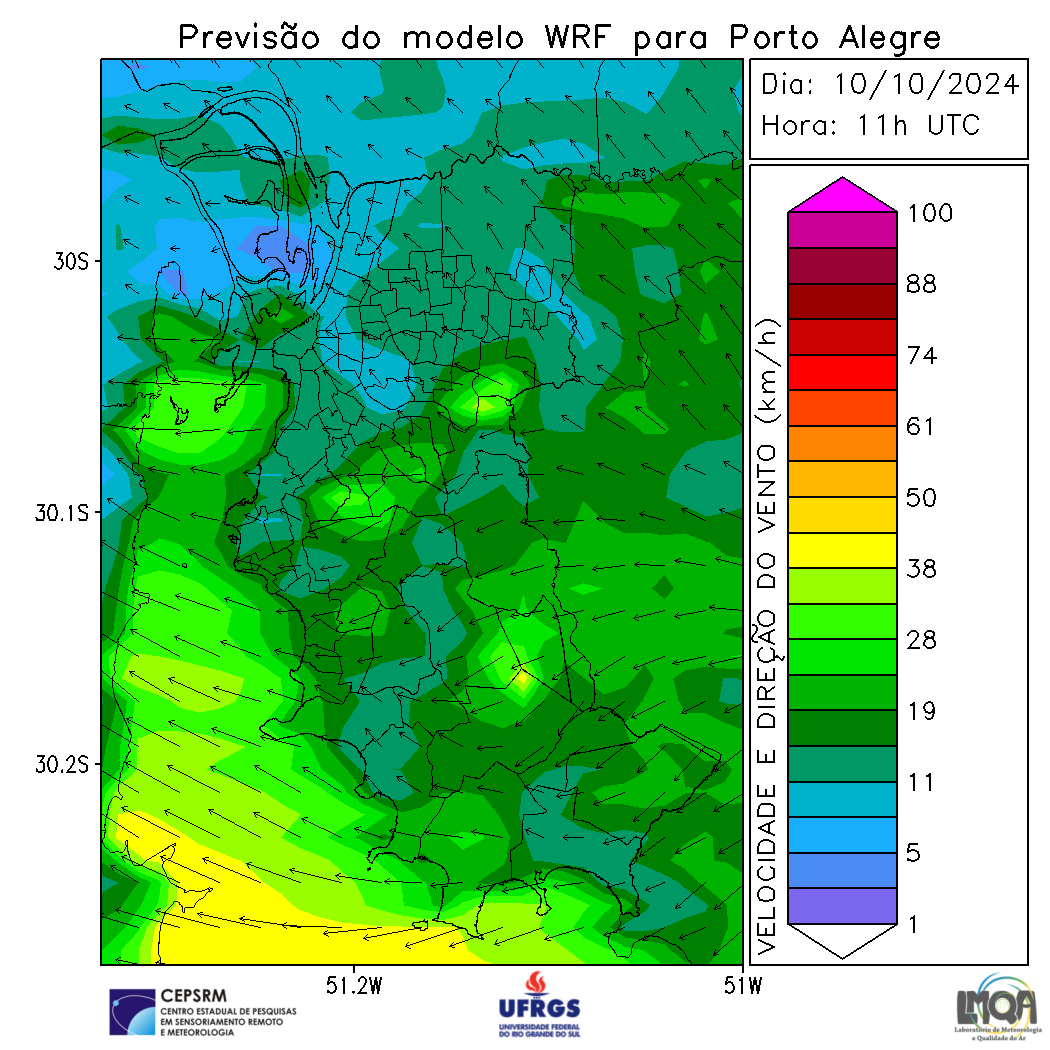 Previsão do modelo WRF para Porto Alegre
Dia: 10/10/2024
Hora: 11h UTC
30S
30.1S
30.2S
51.2W
51W
VELOCIDADE E DIREÇÃO DO VENTO (km/h)
100
88
74
61
50
38
28
19
11
5
1
CEPSRM
CENTRO ESTADUAL DE PESQUISAS
EM SENSORIAMENTO REMOTO
E METEOROLOGIA
UFRGS
UNIVERSIDADE FEDERAL
DO RIO GRANDE DO SUL
LMQA
Laboratório de Meteorologia
e Qualidade do Ar